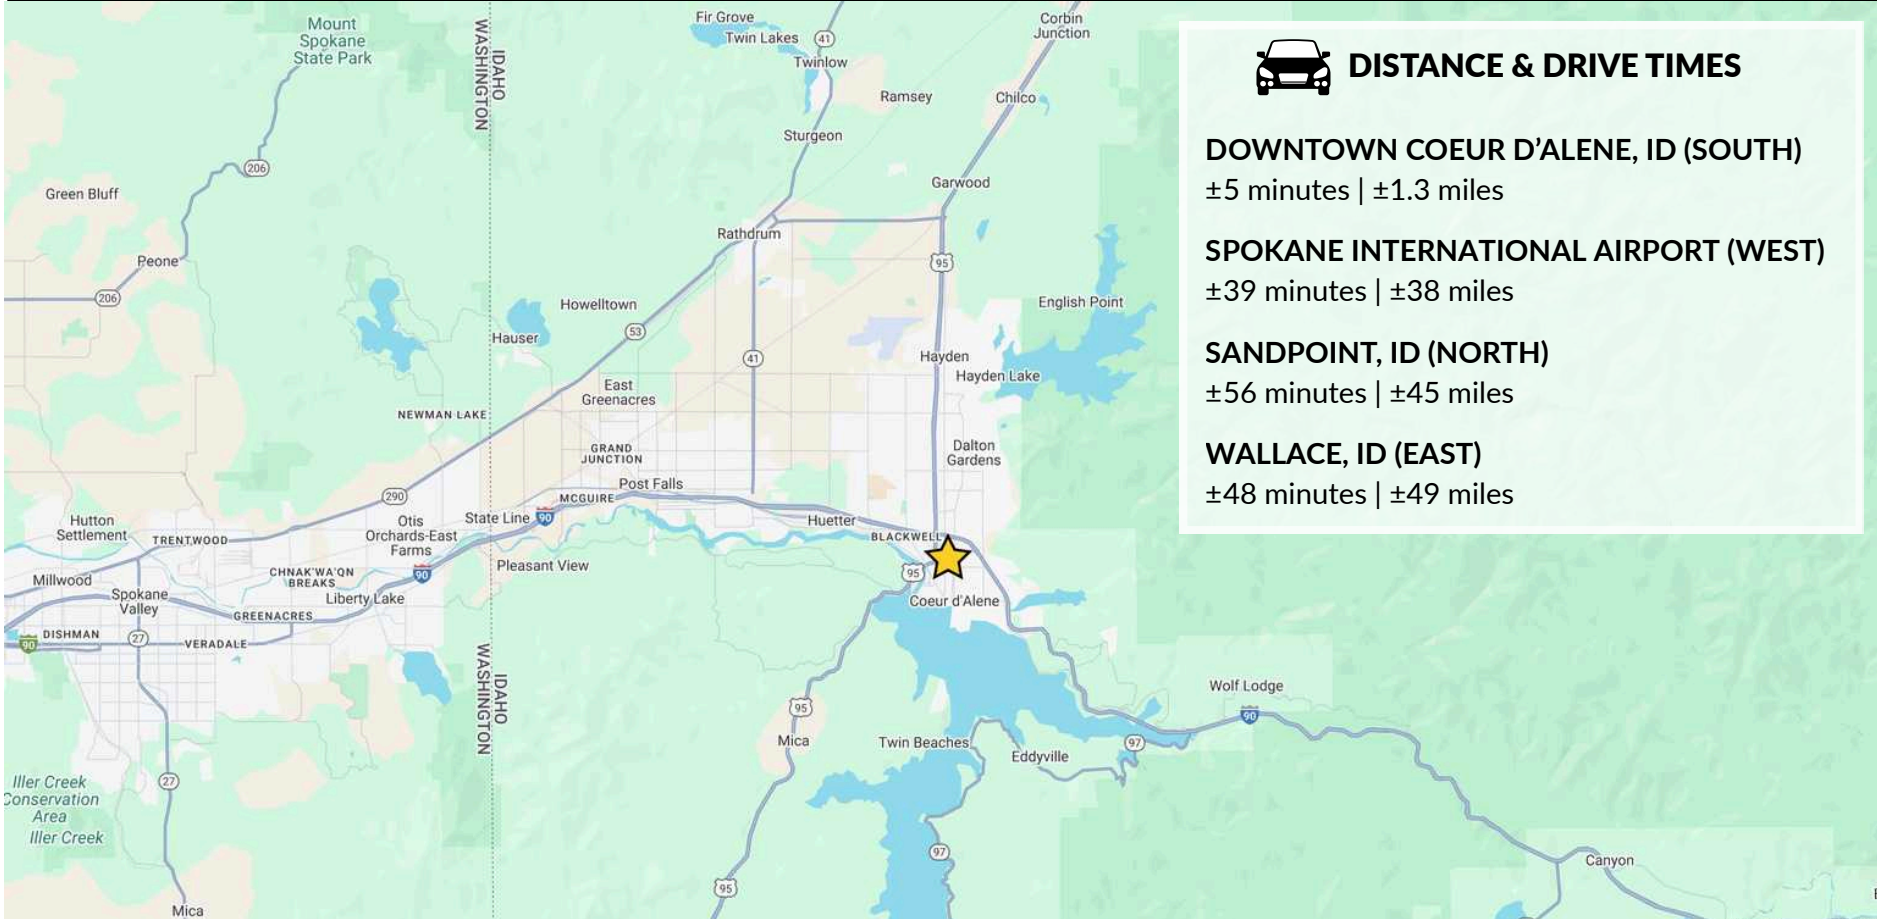 DISTANCE & DRIVE TIMES
DOWNTOWN COEUR D’ALENE, ID (SOUTH)
±5 minutes | ±1.3 miles
SPOKANE INTERNATIONAL AIRPORT (WEST)
±39 minutes | ±38 miles
SANDPOINT, ID (NORTH)
±56 minutes | ±45 miles
WALLACE, ID (EAST)
±48 minutes | ±49 miles
Mount
Spokane
State Park
IDAHO
WASHINGTON
Fir Grove
Twin Lakes
41
Twinlow
Corbin
Junction
Ramsey
Chilco
Sturgeon
206
Green Bluff
Garwood
Rathdrum
Peone
95
206
Howelltown
English Point
53
Hauser
41
Hayden
Hayden Lake
East
Greenacres
NEWMAN LAKE
GRAND
JUNCTION
Dalton
Gardens
Post Falls
290
MCGUIRE
State Line
90
Huetter
Hutton
Settlement
TRENTWOOD
Otis
Orchards-East
Farms
BLACKWELL
Pleasant View
95
Millwood
CHNAK'WA'QN
BREAKS
90
Spokane
Valley
Liberty Lake
Coeur d'Alene
GREENACRES
90
DISHMAN
27
VERADALE
IDAHO
WASHINGTON
Wolf Lodge
90
95
Mica
Twin Beaches
97
Eddyville
27
Iller Creek
Conservation
Area
Iller Creek
97
Canyon
95
Mica